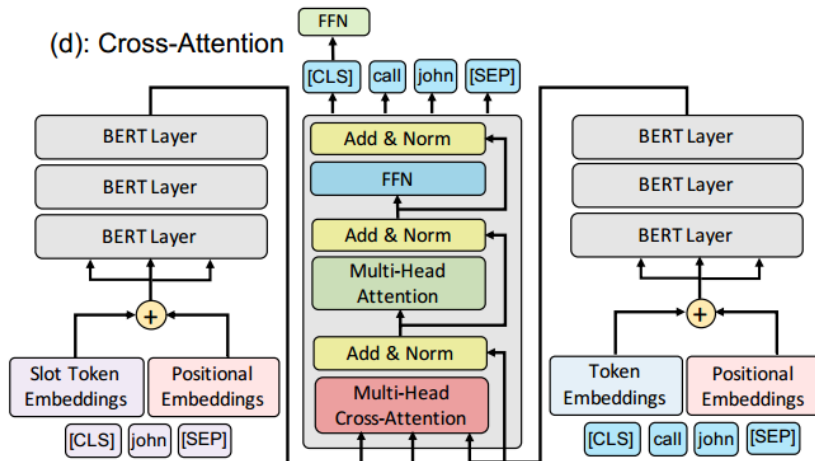 (d): Cross-Attention
FFN
[CLS] call john [SEP]
BERT Layer
BERT Layer
BERT Layer
+
Slot Token
Embeddings
Positional
Embeddings
[CLS] john [SEP]
Add & Norm
FFN
Add & Norm
Multi-Head
Attention
Add & Norm
Multi-Head
Cross-Attention
BERT Layer
BERT Layer
BERT Layer
+
Token
Embeddings
Positional
Embeddings
[CLS] call john [SEP]